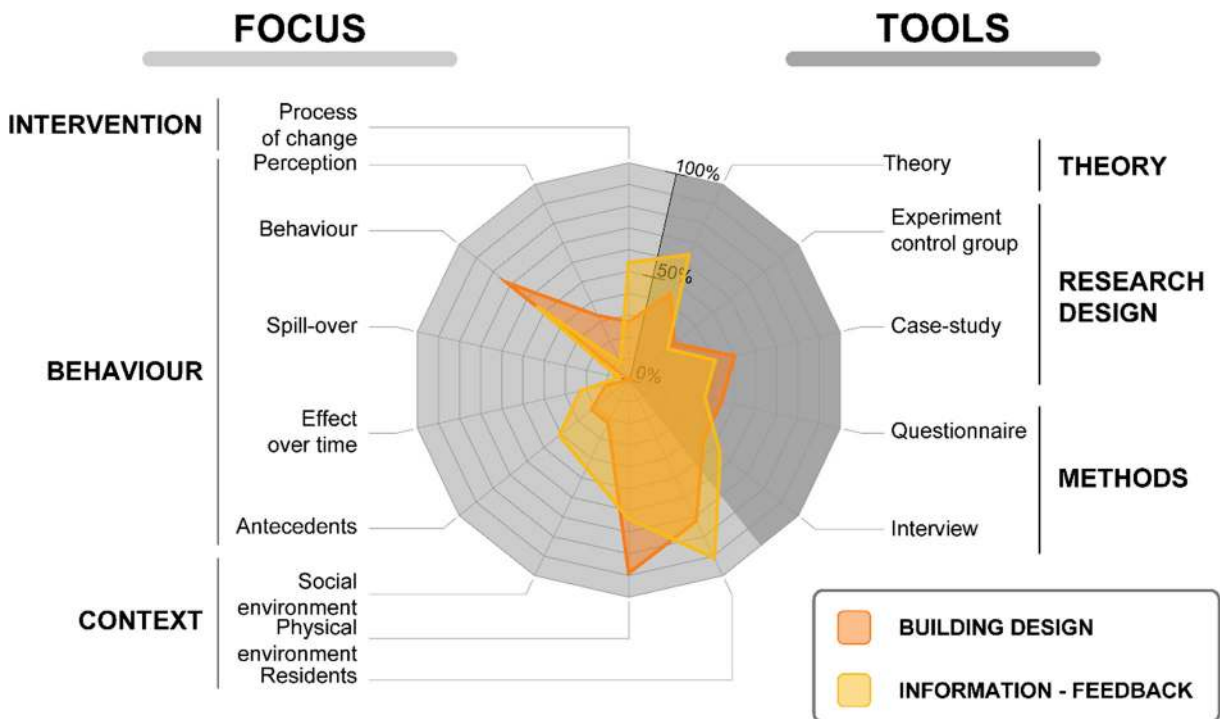 FOCUS
TOOLS
INTERVENTION
Process
of change
Perception
Behaviour
BEHAVIOUR
Spill-over
Effect
over time
Antecedents
CONTEXT
Social
environment
Physical
environment
Residents
100%
50%
0%
Theory
THEORY
Experiment
control group
RESEARCH
DESIGN
Case-study
Questionnaire
METHODS
Interview
BUILDING DESIGN
INFORMATION - FEEDBACK